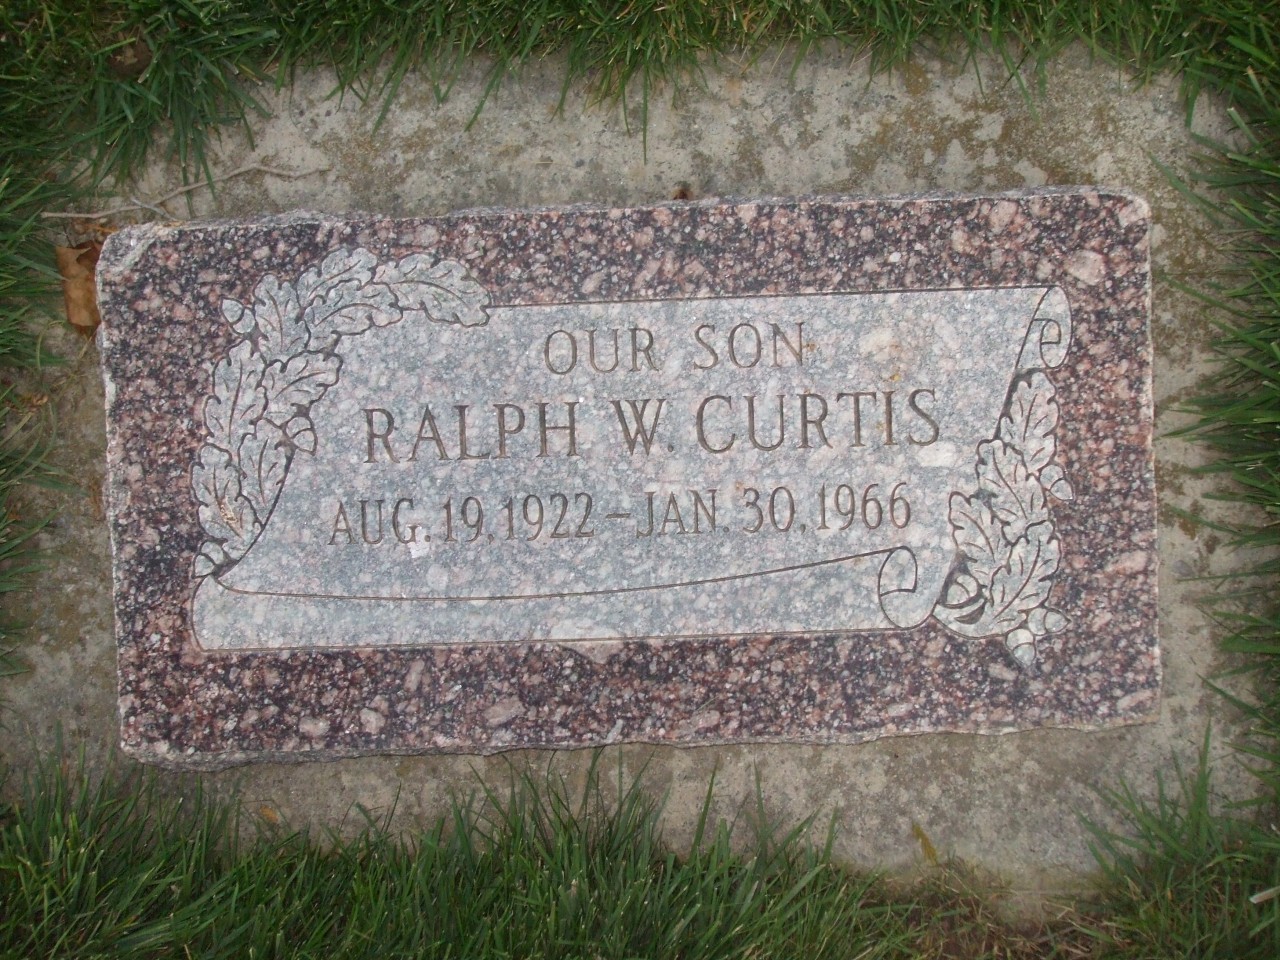 OUR SON
RALPH W. CURTIS
AUG. 19, 1922 – JAN. 30, 1966